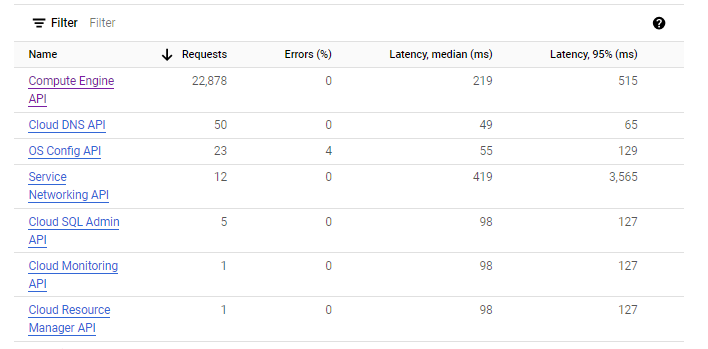 Filter Filter
Name Requests Errors (%) Latency, median (ms) Latency, 95% (ms)
Compute Engine 22,878 0 219 515
API
Cloud DNS API 50 0 49 65
OS Config API 23 4 55 129
Service 12 0 419 3,565
Networking API
Cloud SQL Admin 5 0 98 127
API
Cloud Monitoring 1 0 98 127
API
Cloud Resource 1 0 98 127
Manager API